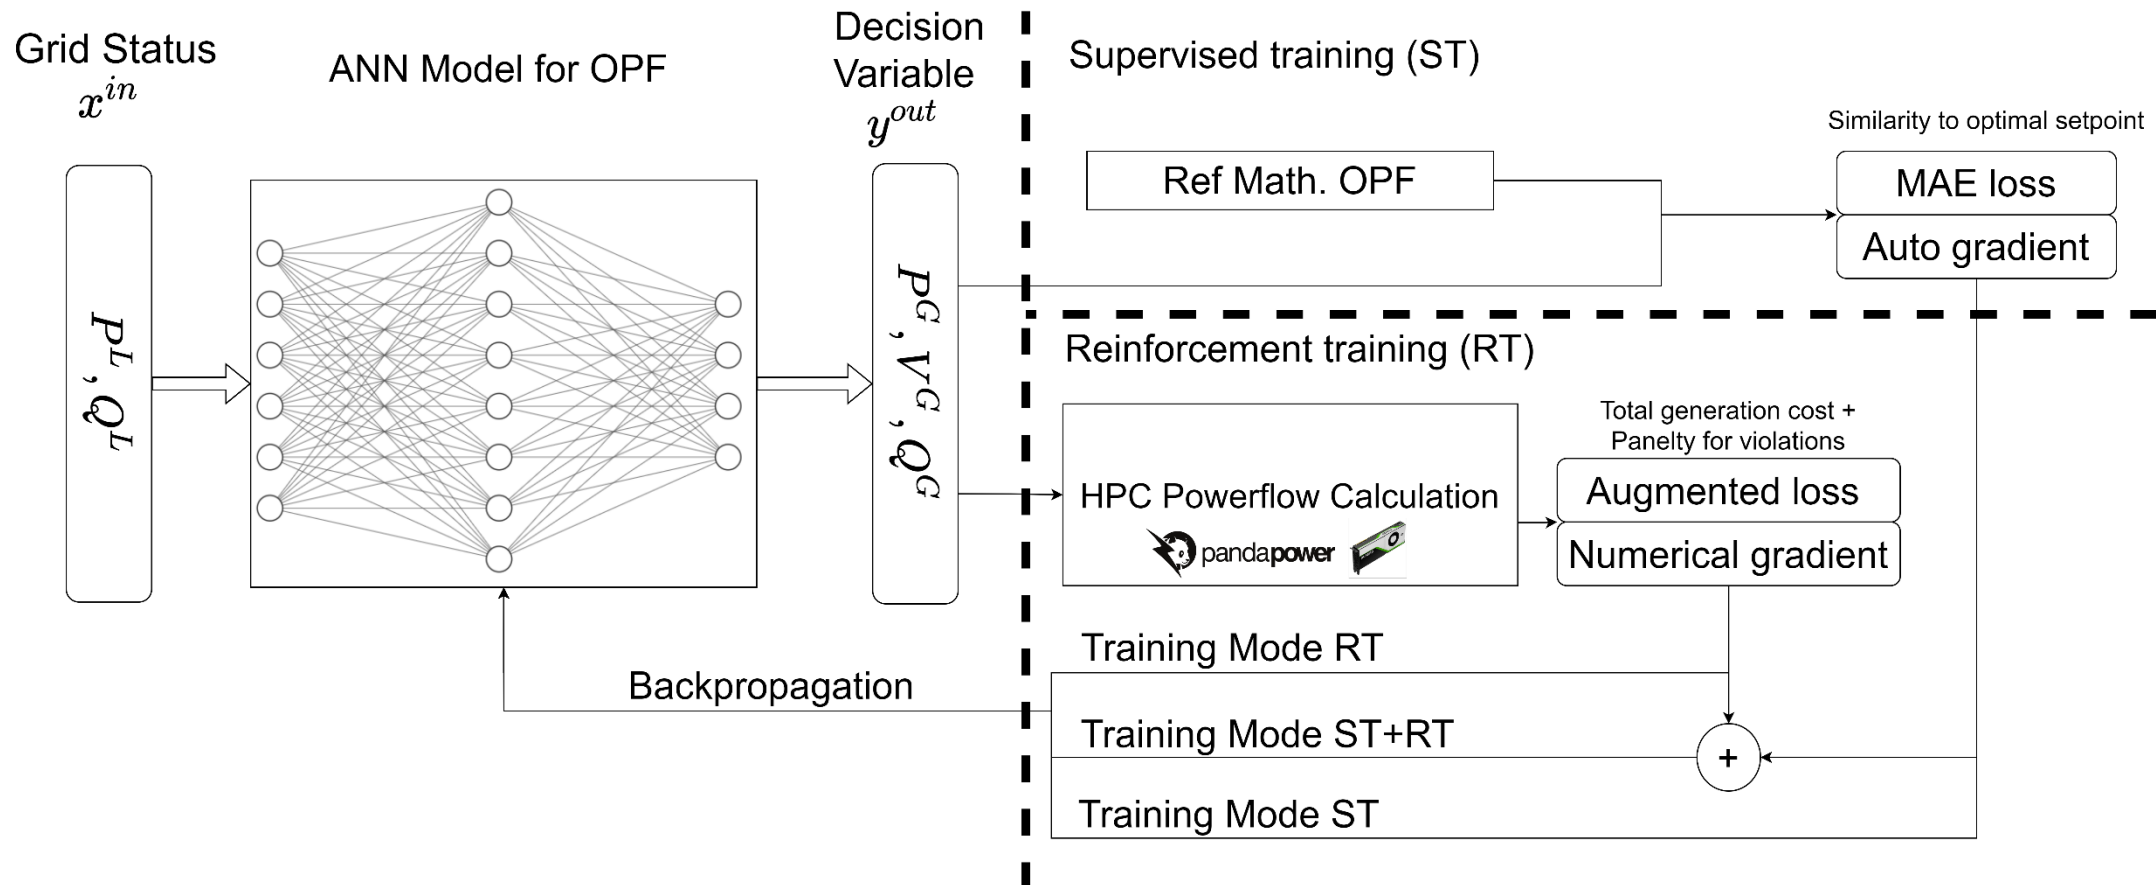 Grid Status
x^{in}
ANN Model for OPF
Decision
Variable
y^{out}
P^L, Q^L
P^G, V^G, Q^G
Supervised training (ST)
Ref Math. OPF
Similarity to optimal setpoint
MAE loss
Auto gradient
Reinforcement training (RT)
HPC Powerflow Calculation
pandapower
Total generation cost +
Panelty for violations
Augmented loss
Numerical gradient
Training Mode RT
Backpropagation
Training Mode ST+RT
+
Training Mode ST